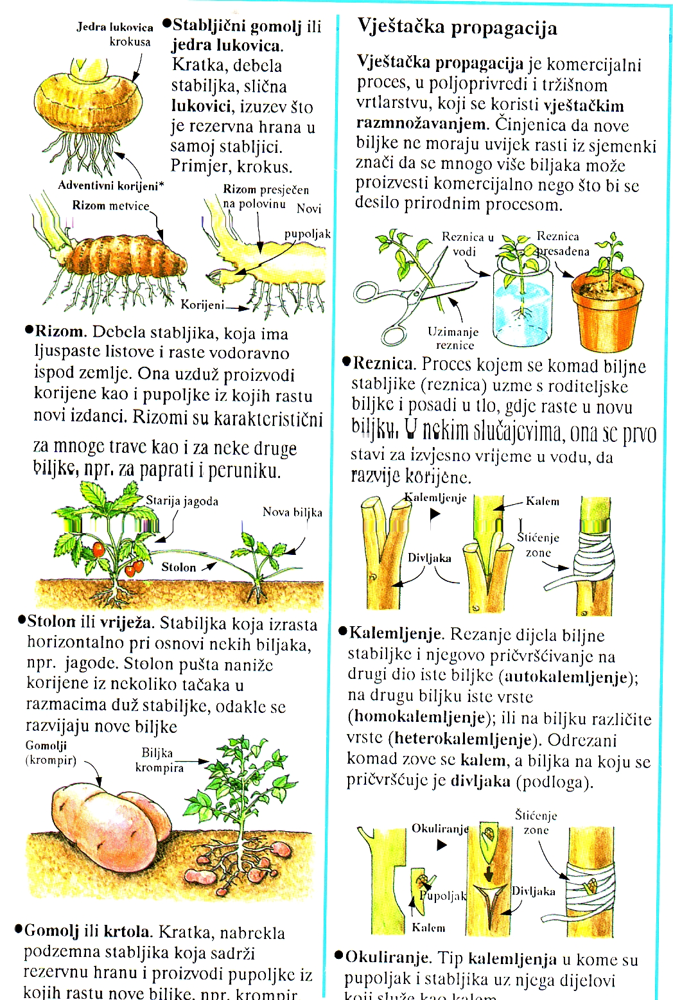 Jedra lukovica
krokusa
●Stabljični gomolj ili
jedra lukovica.
Kratka, debela
stabiljka, slična
lukovici, izuzev što
je rezervna hrana u
samoj stabljici.
Primjer, krokus.
Adventivni korijeni*
Rizom metvice
Rizom presječen
na polovinu
Novi
pupoljak
Korijeni
●Rizom. Debela stabljika, koja ima
ljuspaste listove i raste vodoravno
ispod zemlje. Ona uzduž proizvodi
korijene kao i pupoljke iz kojih rastu
novi izdanci. Rizomi su karakteristični
za mnoge trave kao i za neke druge
biljke, npr. za paprati i peruniku.
Starija jagoda
Nova biljka
Stolon
●Stolon ili vriježa. Stabiljka koja izrasta
horizontalno pri osnovi nekih biljaka,
npr. jagode. Stolon pušta naniže
korijene iz nekoliko tačaka u
razmacima duž stabiljke, odakle se
razvijaju nove biljke
Gomolji
(krompir)
Biljka
krompira
●Gomolj ili krtola. Kratka, nabrekla
podzemna stabljika koja sadrži
rezervnu hranu i proizvodi pupoljke iz
kojih rastu nove biljke, npr. krompir
Vještačka propagacija
Vještačka propagacija je komercijalni
proces, u poljoprivredi i tržišnom
vrtlarstvu, koji se koristi vještačkim
razmnožavanjem. Činjenica da nove
biljke ne moraju uvijek rasti iz sjemenki
znači da se mnogo više biljaka može
proizvesti komercijalno nego što bi se
desilo prirodnim procesom.
Reznica u
vodi
Reznica
presađena
Uzimanje
reznice
●Reznica. Proces kojem se komad biljne
stabljike (reznica) uzme s roditeljske
biljke i posadi u tlo, gdje raste u novu
biljku. U nekim slučajevima, ona se prvo
stavi za izvjesno vrijeme u vodu, da
razvije korijene.
Kalemljenje
Kalem
Divljaka
Štićenje
zone
●Kalemljenje. Rezanje dijela biljne
stabiljke i njegovo pričvršćivanje na
drugi dio iste biljke (autokalemljenje);
na drugu biljku iste vrste
(homokalemljenje); ili na biljku različite
vrste (heterokalemljenje). Odrezani
komad zove se kalem, a biljka na koju se
pričvršćuje je divljaka (podloga).
Okuliranje
Štićenje
zone
Pupoljak
Divljaka
Kalem
●Okuliranje. Tip kalemljenja u kome su
pupoljak i stabljika uz njega dijelovi
koji služe kao kalem